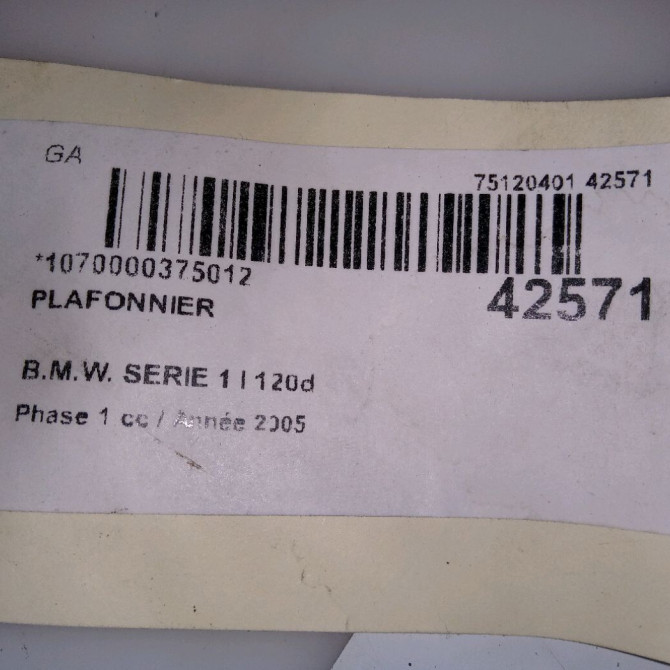 GA
75120401 42571
*1070000375012
42571
PLAFONNIER
B.M.W. SERIE 1 I 120d
Phase 1 cc / Année 2005